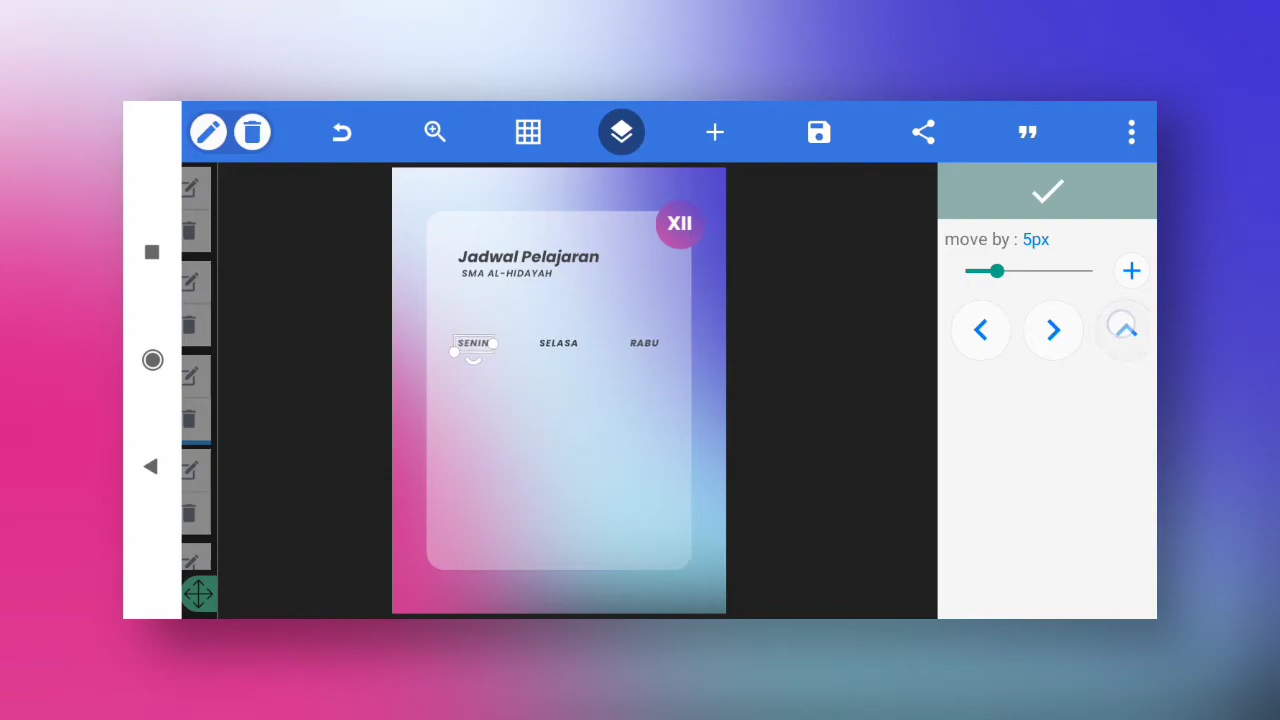 XII
move by : 5px
Jadwal Pelajaran
SMA AL-HIDAYAH
SENIN SELASA RABU